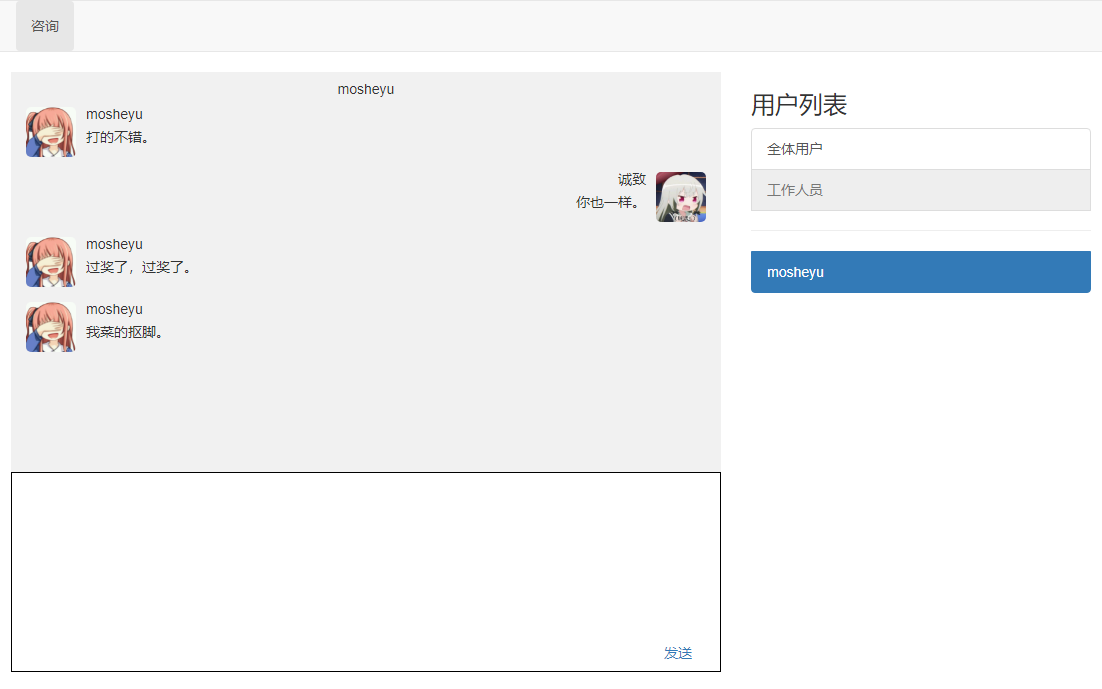 咨询
mosheyu
mosheyu
打的不错。
诚致
你也一样。
mosheyu
过奖了，过奖了。
mosheyu
我菜的抠脚。
发送
用户列表
全体用户
工作人员
mosheyu